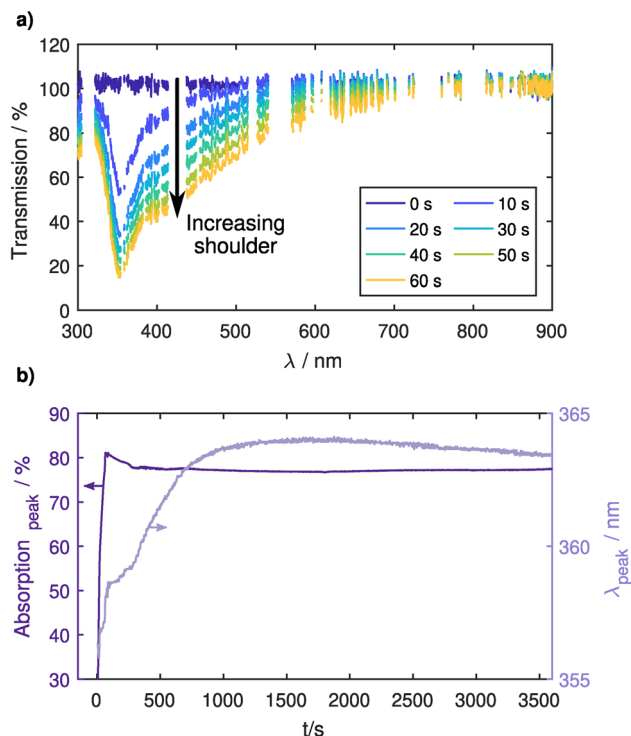 a)
120
100
80
60
40
20
0
Transmission / %
Increasing
shoulder
0 s 10 s
20 s 30 s
40 s 50 s
60 s
300 400 500 600 700 800 900
λ / nm
b)
90
80
70
60
50
40
30
Absorption peak / %
365
360
355
λpeak / nm
0 500 1000 1500 2000 2500 3000 3500
t/s